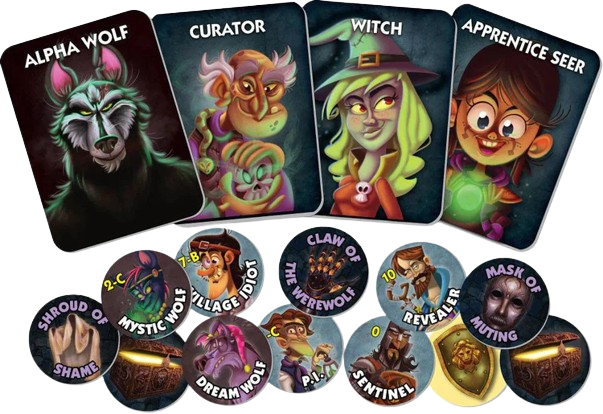 ALPHA WOLF
CURATOR
WITCH
APPRENTICE SEER
2-C
MYSTIC WOLF
7-B
VILLAGE IDIOT
CLAW OF
THE WEREWOLF
10
REVEALER
MASK OF
MUTING
SHROUD OF
SHAME
DREAM WOLF
-C
P.I.
0
SENTINEL